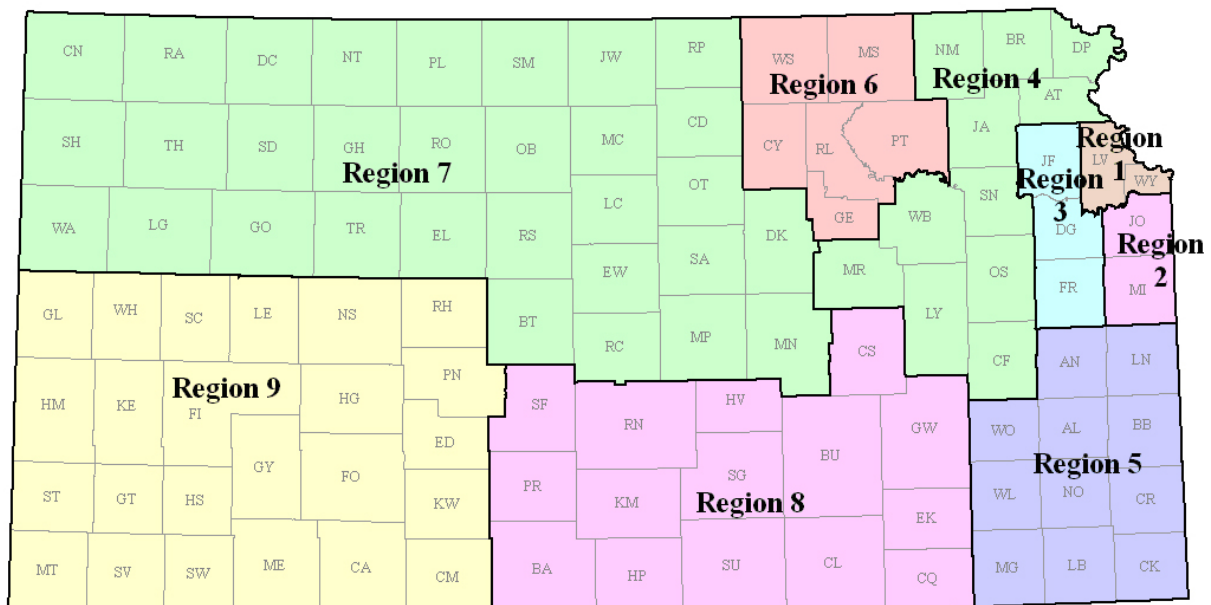 CN RA DC NT PL SM JW RP WS MS NM BR DP
Region 6 Region 4
SH TH SD GH RO OB MC CD CY RL PT JA AT
Region 7
JF LV WY
Region 1
Region 3
WA LG GO TR EL RS LC OT DK GE WB SN DG JO
Region 2
EW SA MR OS FR MI
GL WH SC LE NS RH BT RC MP MN LY CS CF AN LN
Region 9
HM KE FI HG PN SF RN HV BU GW WO AL BB
GY ED
Region 5
ST GT HS FO KW PR KM SG EK WL NO CR
Region 8
MT SV SW ME CA CM BA HP SU CL CQ MG LB CK